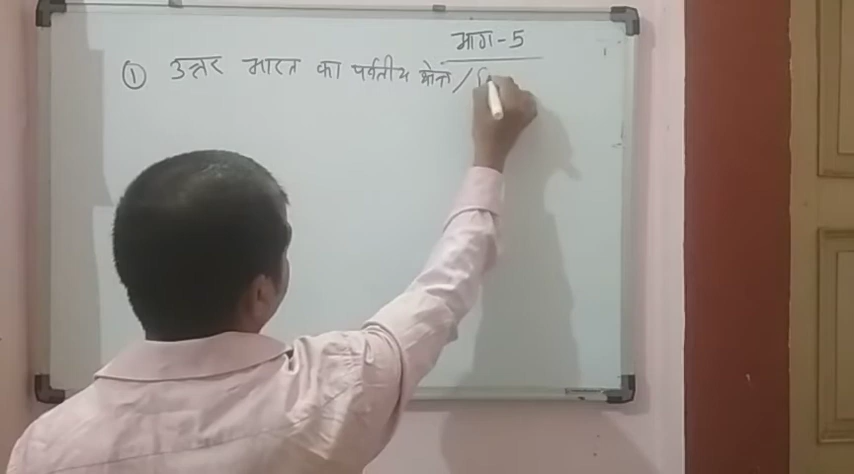 भाग-5
① उत्तर भारत का पर्वतीय क्षेत्र /